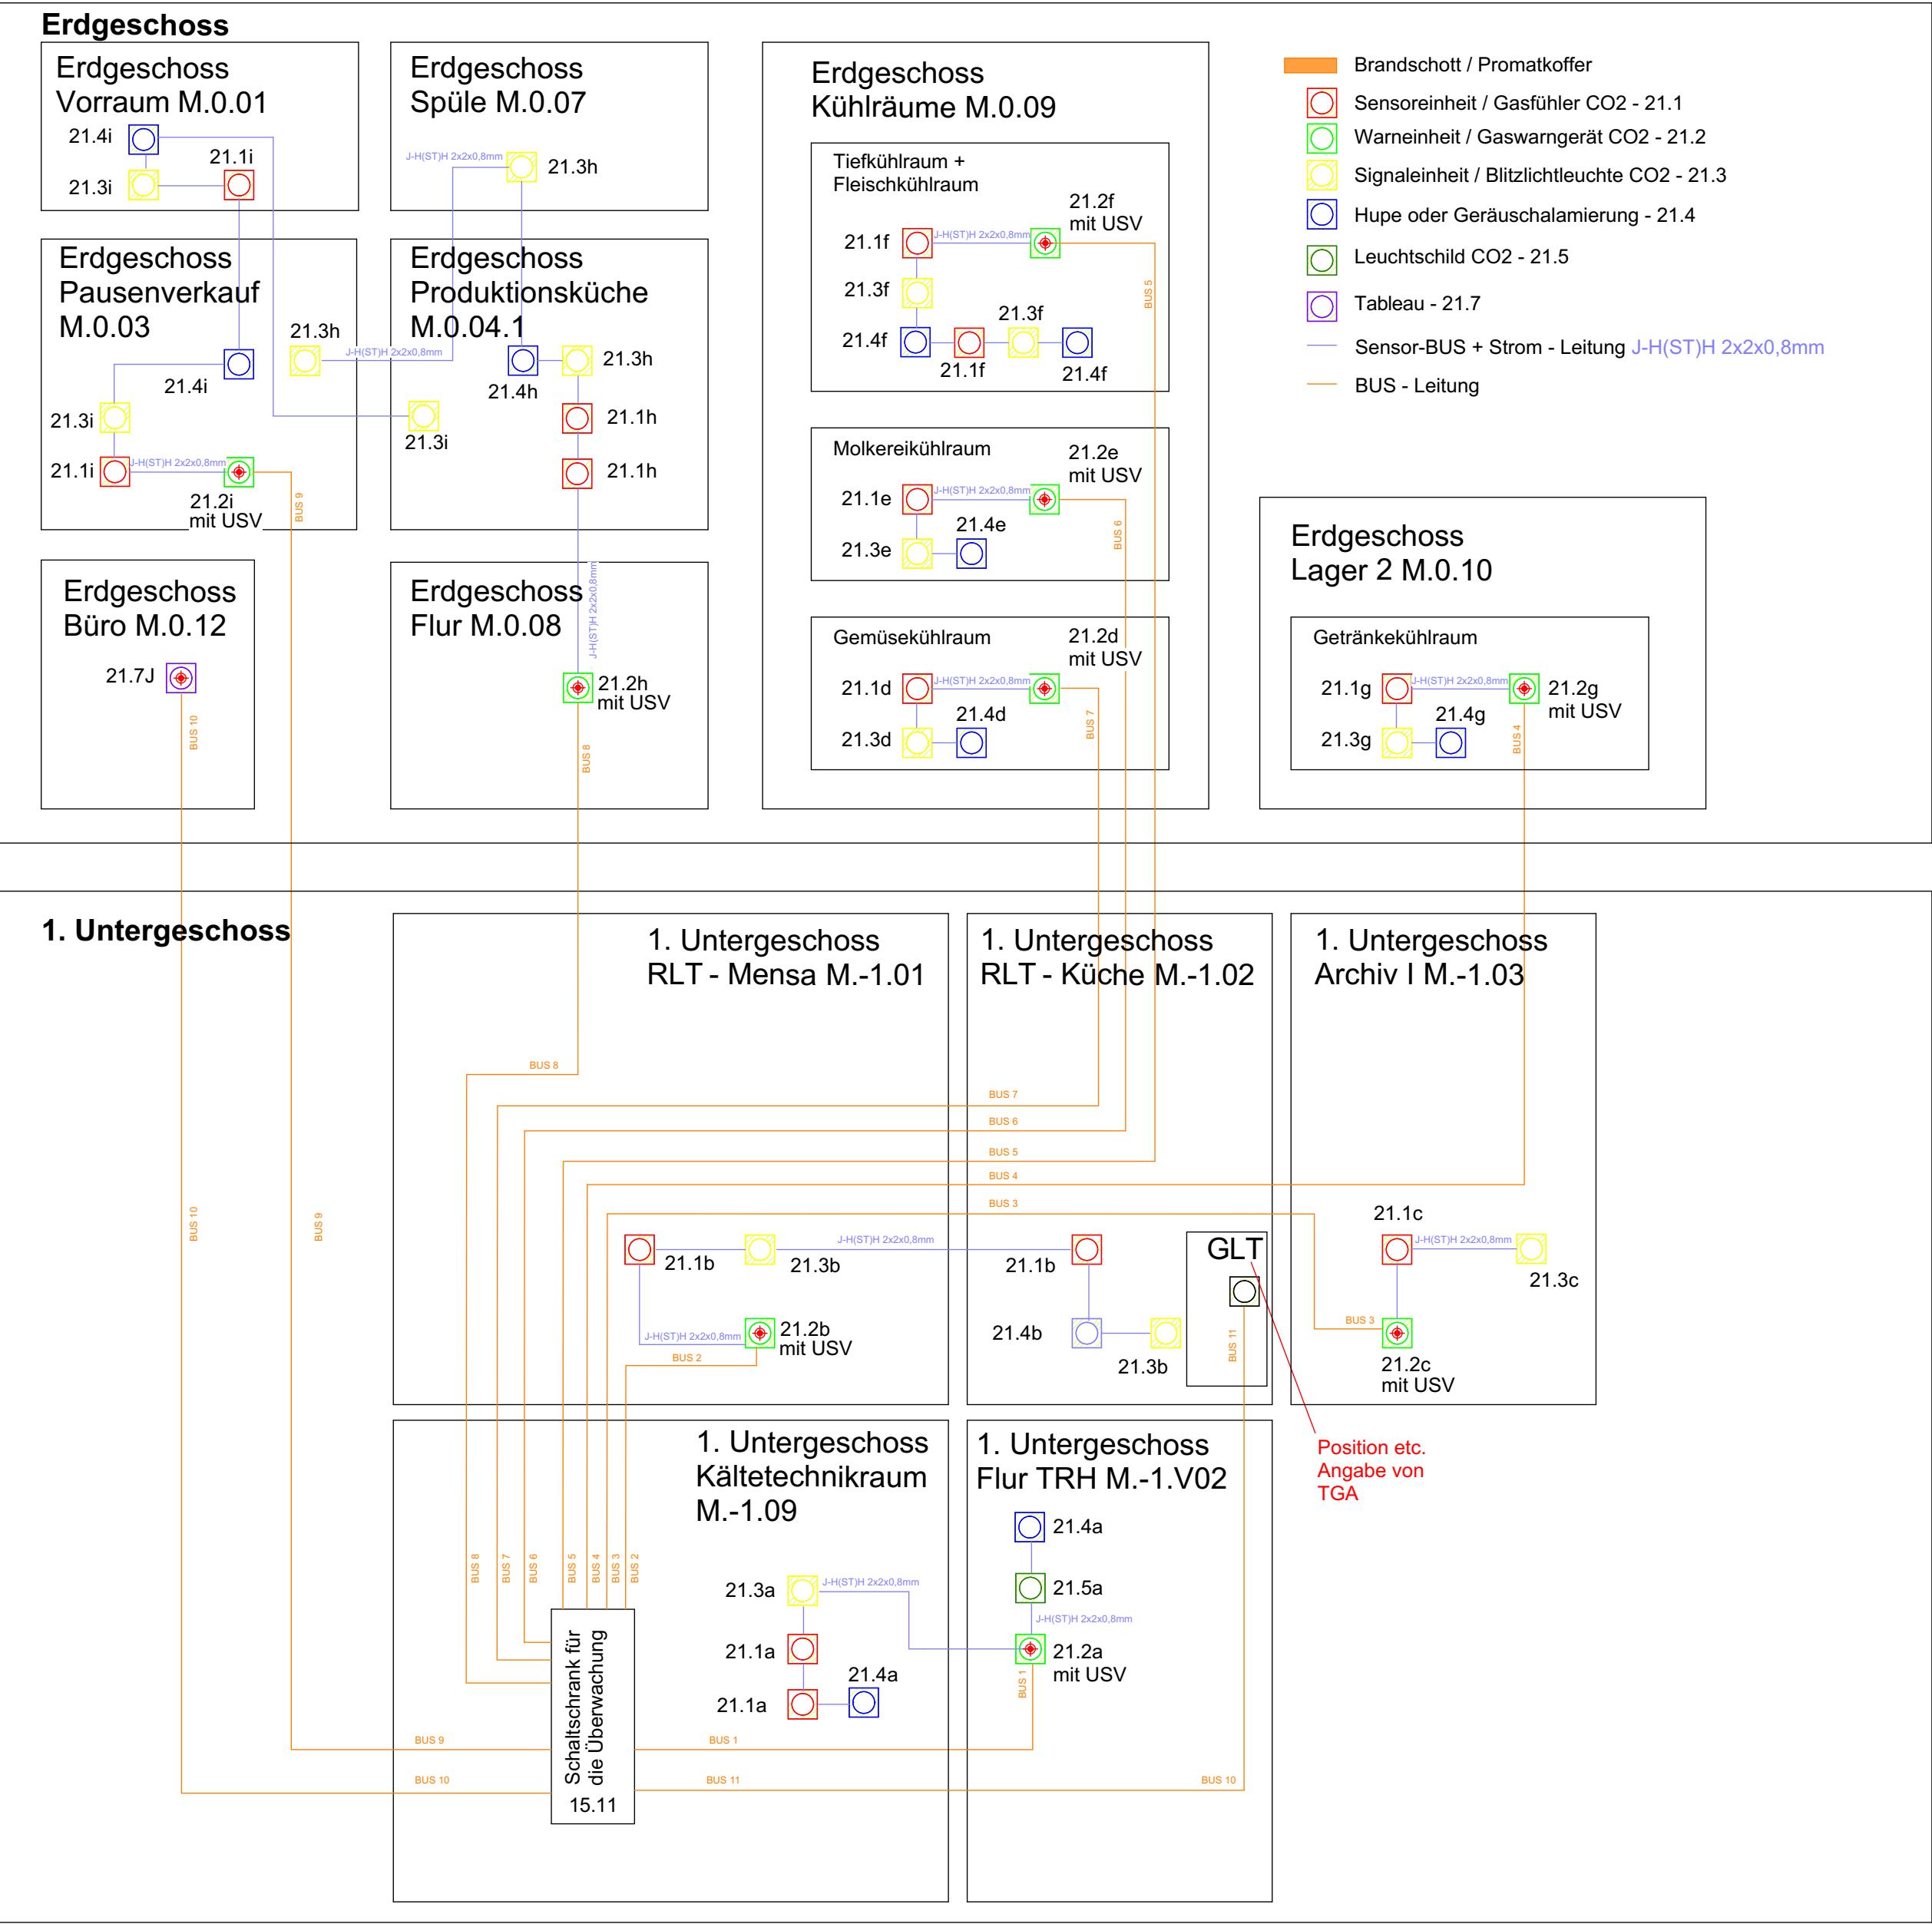 Erdgeschoss
Erdgeschoss
Vorraum M.0.01
21.4i
21.1i
21.3i
Erdgeschoss
Spüle M.0.07
J-H(ST)H 2x2x0,8mm
21.3h
Erdgeschoss
Kühlräume M.0.09
Tiefkühlraum +
Fleischkühlraum
21.2f
mit USV
21.1f
J-H(ST)H 2x2x0,8mm
21.3f
21.3f
21.4f
21.1f
21.4f
BUS 5
Brandschott / Promatkoffer
Sensoreinheit / Gasfühler CO2 - 21.1
Warneinheit / Gaswarngerät CO2 - 21.2
Signaleinheit / Blitzlichtleuchte CO2 - 21.3
Hupe oder Geräuschalamierung - 21.4
Leuchtschild CO2 - 21.5
Tableau - 21.7
Sensor-BUS + Strom - Leitung J-H(ST)H 2x2x0,8mm
BUS - Leitung
Erdgeschoss
Pausenverkauf
M.0.03
21.3h
J-H(ST)H 2x2x0,8mm
21.4i
21.3i
21.1i
J-H(ST)H 2x2x0,8mm
21.2i
mit USV
BUS 9
Erdgeschoss
Produktionsküche
M.0.04.1
21.3h
21.4h
21.3i
21.1h
21.1h
Molkereikühlraum
21.2e
mit USV
21.1e
J-H(ST)H 2x2x0,8mm
21.4e
21.3e
BUS 6
Erdgeschoss
Büro M.0.12
21.7J
BUS 10
Erdgeschoss
Flur M.0.08
J-H(ST)H 2x2x0,8mm
21.2h
mit USV
BUS 8
Gemüsekühlraum
21.2d
mit USV
21.1d
J-H(ST)H 2x2x0,8mm
21.4d
21.3d
BUS 7
Erdgeschoss
Lager 2 M.0.10
Getränkekühlraum
21.1g
J-H(ST)H 2x2x0,8mm
21.2g
mit USV
21.4g
21.3g
BUS 4
1. Untergeschoss
1. Untergeschoss
RLT - Mensa M.-1.01
1. Untergeschoss
RLT - Küche M.-1.02
1. Untergeschoss
Archiv I M.-1.03
BUS 8
BUS 7
BUS 6
BUS 5
BUS 4
BUS 3
BUS 10
BUS 9
21.1b
21.3b
J-H(ST)H 2x2x0,8mm
J-H(ST)H 2x2x0,8mm
21.2b
mit USV
BUS 2
21.1b
21.4b
21.3b
GLT
BUS 11
21.1c
J-H(ST)H 2x2x0,8mm
21.3c
BUS 3
21.2c
mit USV
Position etc.
Angabe von
TGA
1. Untergeschoss
Kältetechnikraum
M.-1.09
1. Untergeschoss
Flur TRH M.-1.V02
BUS 8
BUS 7
BUS 6
BUS 5
BUS 4
BUS 3
BUS 2
21.3a
J-H(ST)H 2x2x0,8mm
21.1a
21.4a
21.1a
21.4a
21.5a
J-H(ST)H 2x2x0,8mm
21.2a
mit USV
BUS 1
Schaltschrank für
die Überwachung
15.11
BUS 9
BUS 1
BUS 10
BUS 11
BUS 10